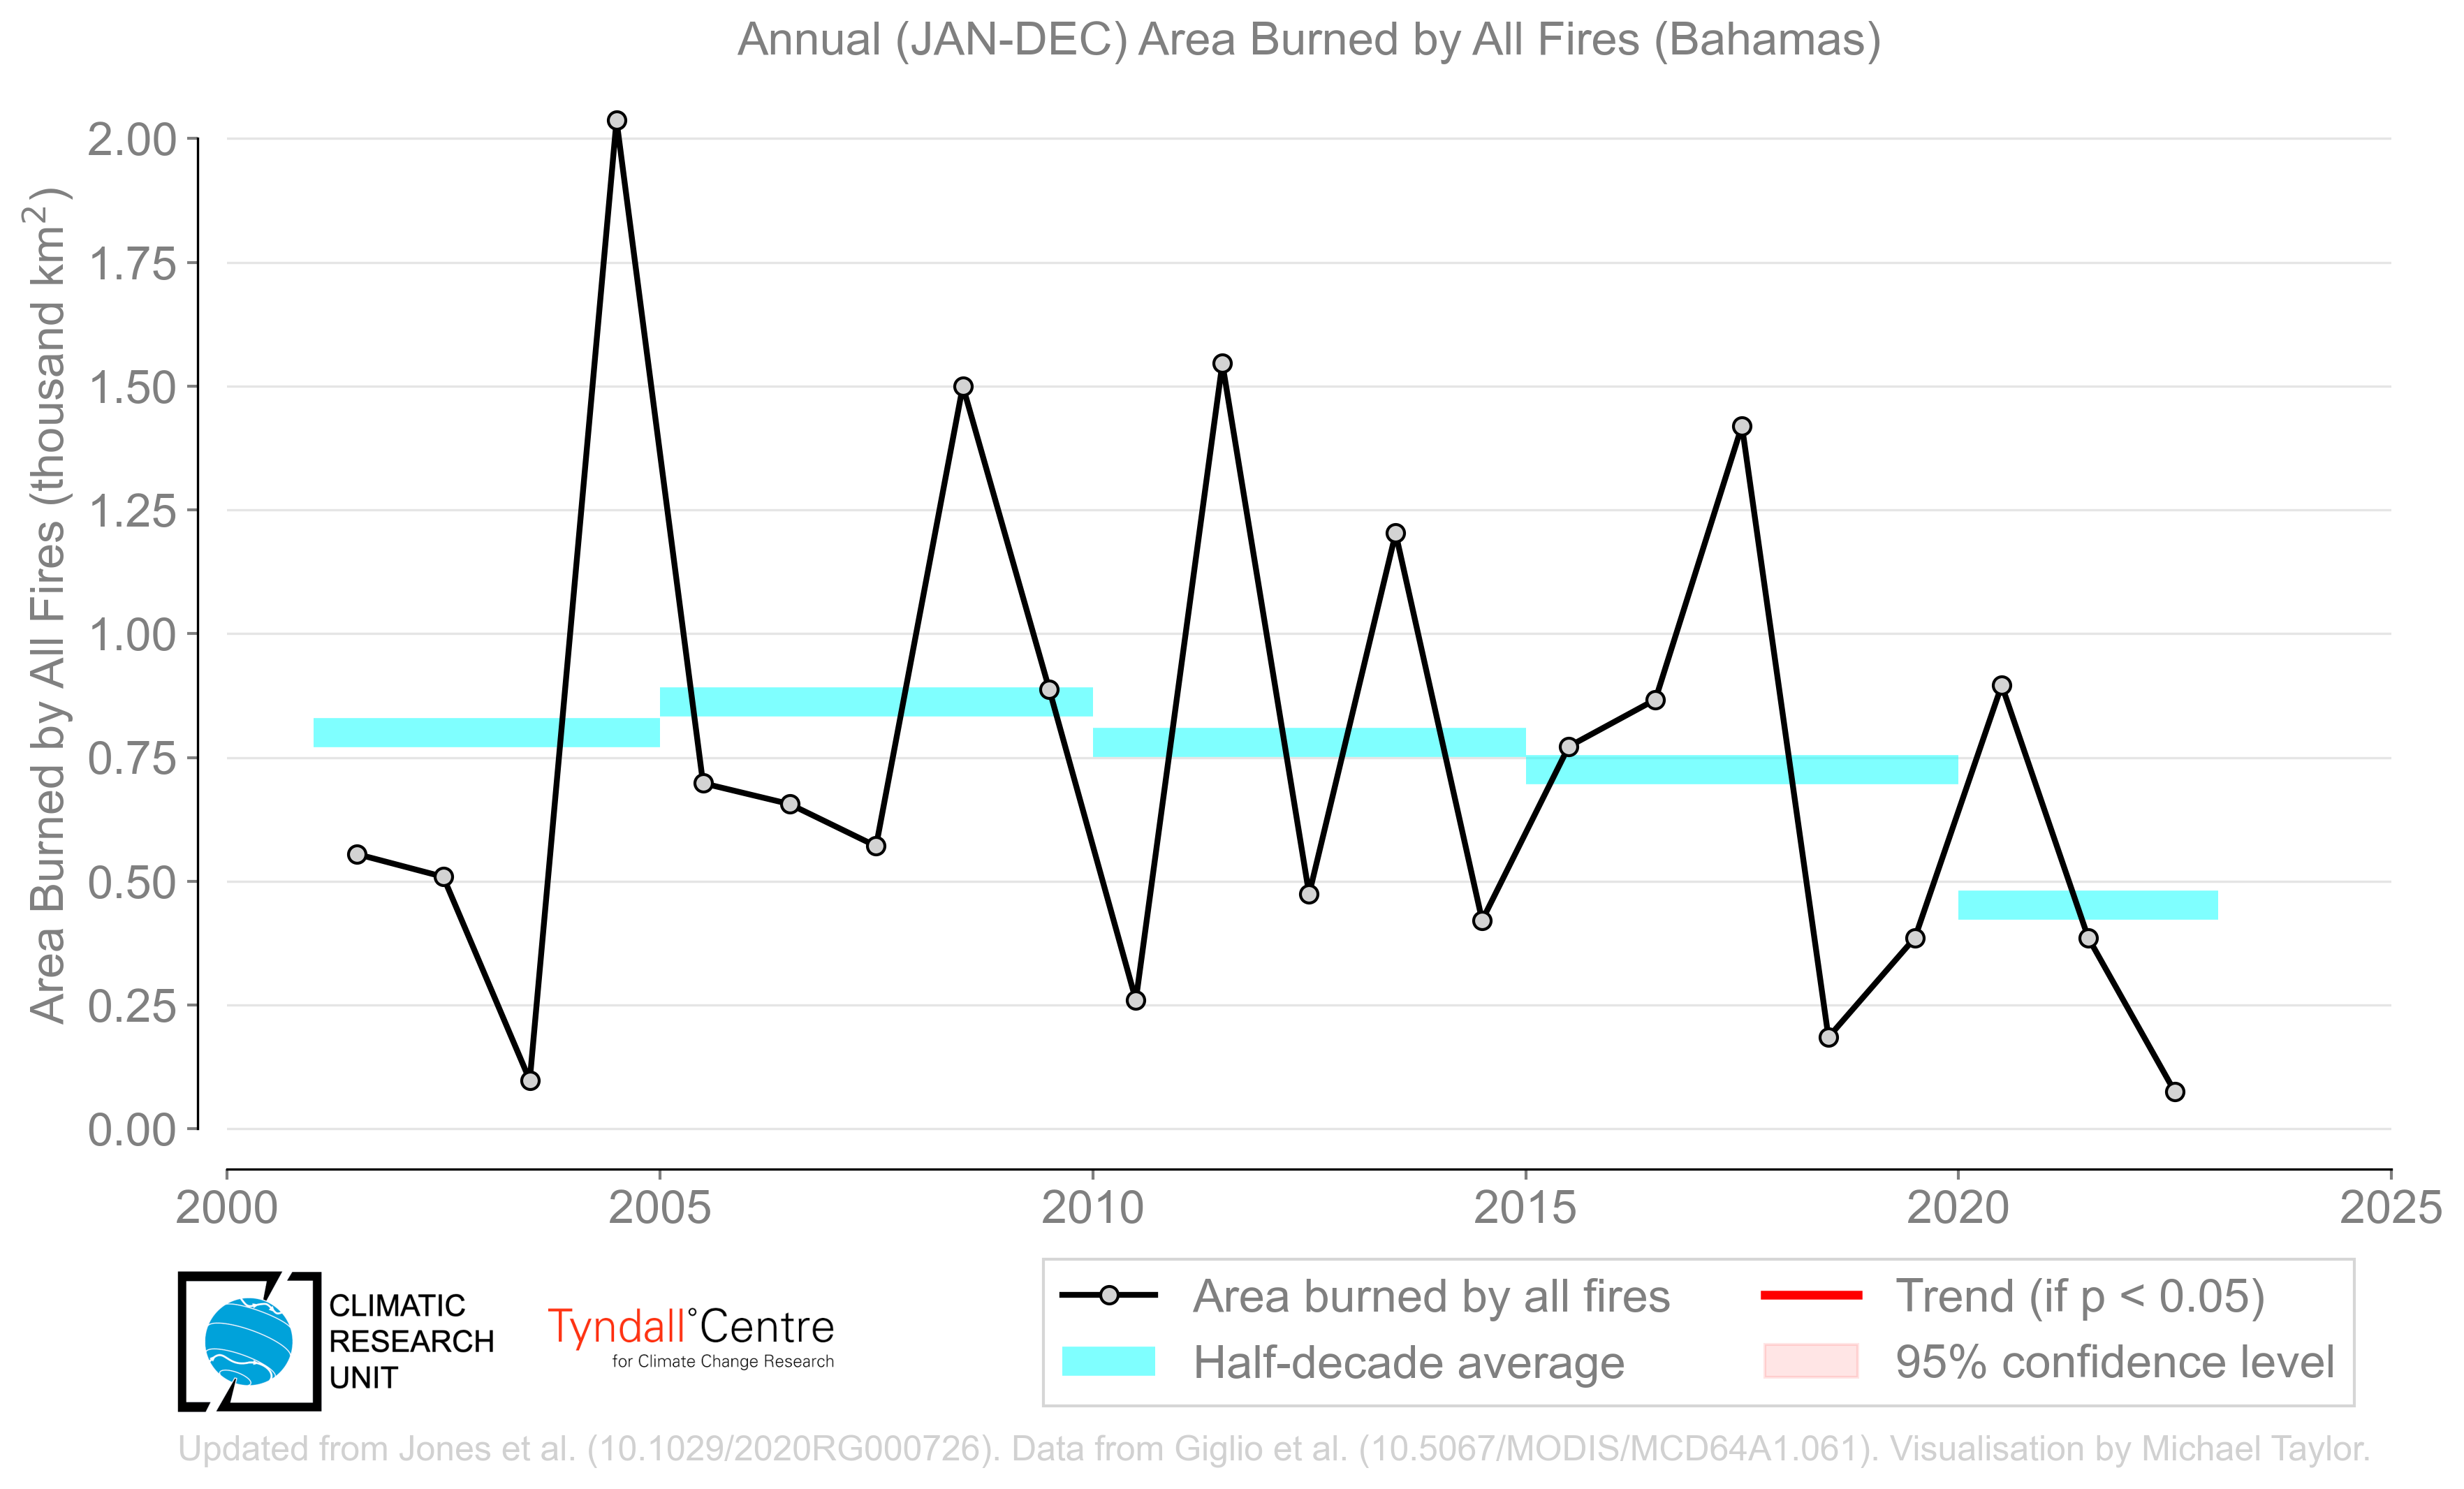 Annual (JAN-DEC) Area Burned by All Fires (Bahamas)
Area Burned by All Fires (thousand km²)
2.00
1.75
1.50
1.25
1.00
0.75
0.50
0.25
0.00
2000 2005 2010 2015 2020 2025
CLIMATIC
RESEARCH
UNIT
Tyndall°Centre
for Climate Change Research
Area burned by all fires
Half-decade average
Trend (if p < 0.05)
95% confidence level
Updated from Jones et al. (10.1029/2020RG000726). Data from Giglio et al. (10.5067/MODIS/MCD64A1.061). Visualisation by Michael Taylor.